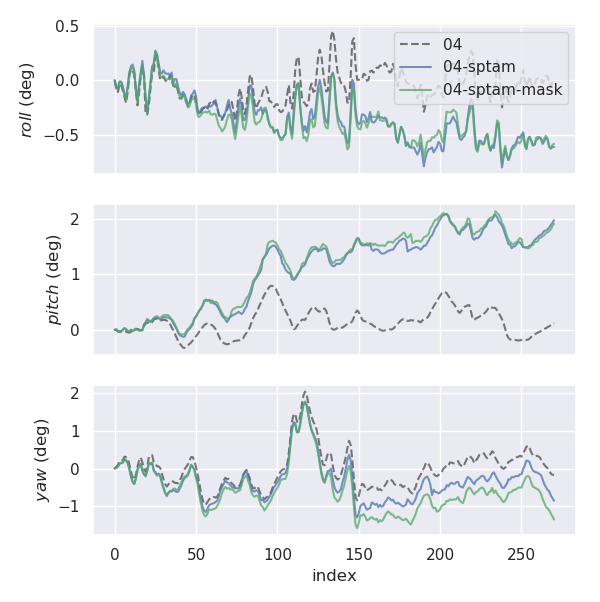 0.5
0.0
−0.5
roll (deg)
04
04-sptam
04-sptam-mask
2
1
0
pitch (deg)
2
1
0
−1
yaw (deg)
0 50 100 150 200 250
index